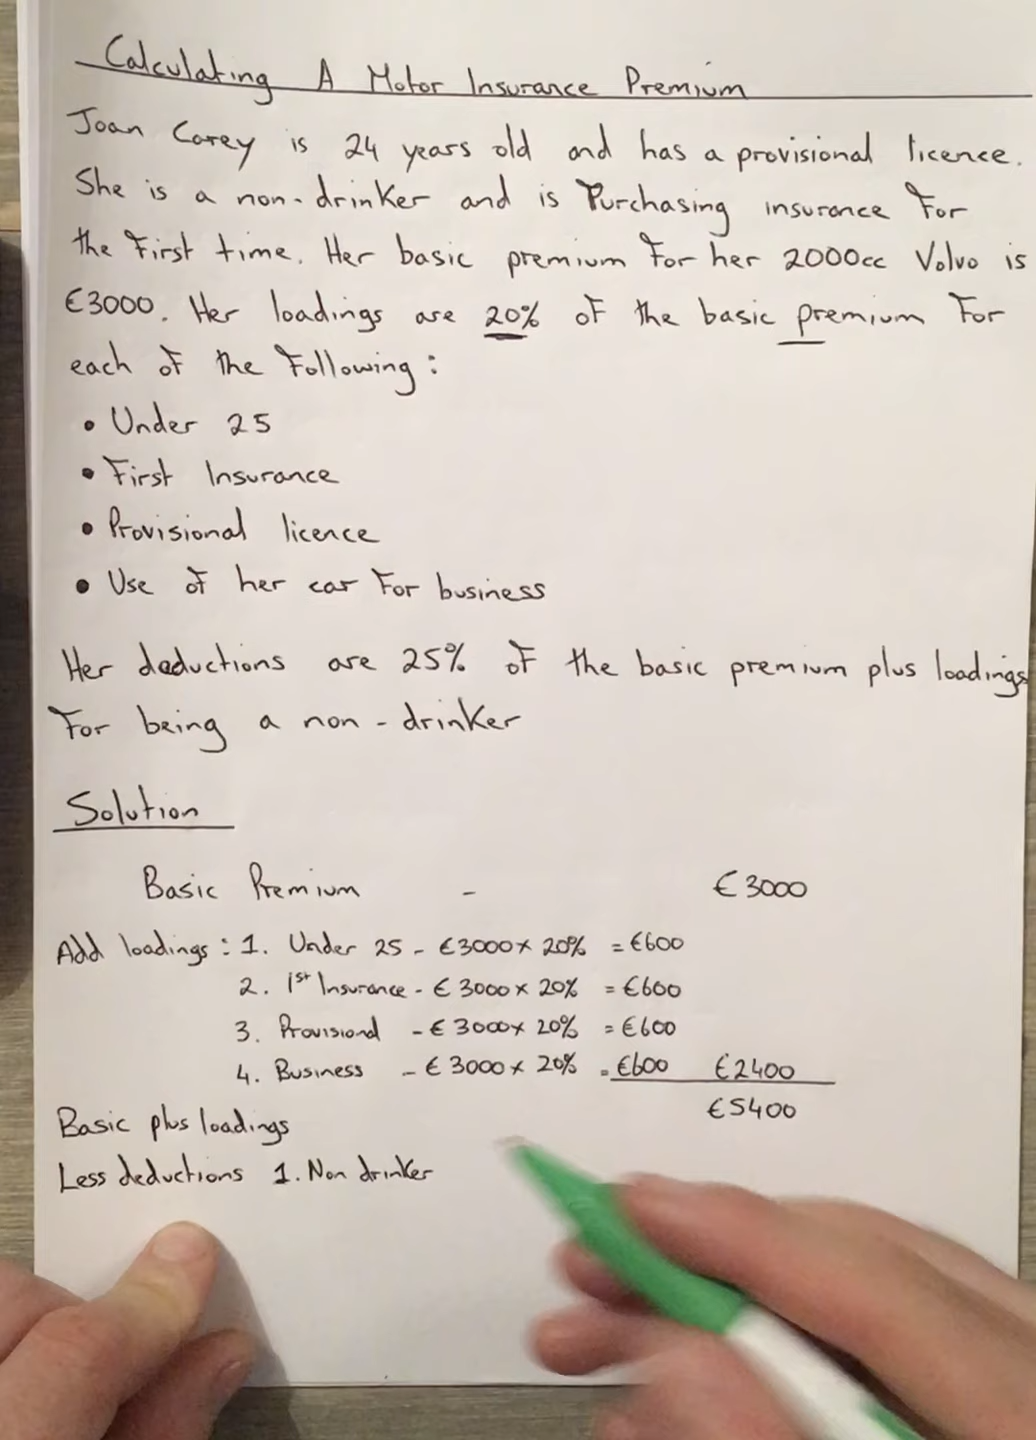 Calculating A Motor Insurance Premium
Joan Carey is 24 years old and has a provisional licence.
She is a non-drinker and is Purchasing insurance For
the First time. Her basic premium For her 2000cc Volvo is
€3000. Her loadings are 20% of the basic premium For
each of the Following:
• Under 25
• First Insurance
• Provisional licence
• Use of her car For business
Her deductions are 25% of the basic premium plus loadings
For being a non-drinker
Solution
Basic Premium - €3000
Add loadings: 1. Under 25 - €3000 x 20% = €600
2. 1st Insurance - €3000 x 20% = €600
3. Provisional - €3000 x 20% = €600
4. Business - €3000 x 20% = €600 €2400
€5400
Basic plus loadings
Less deductions 1. Non drinker